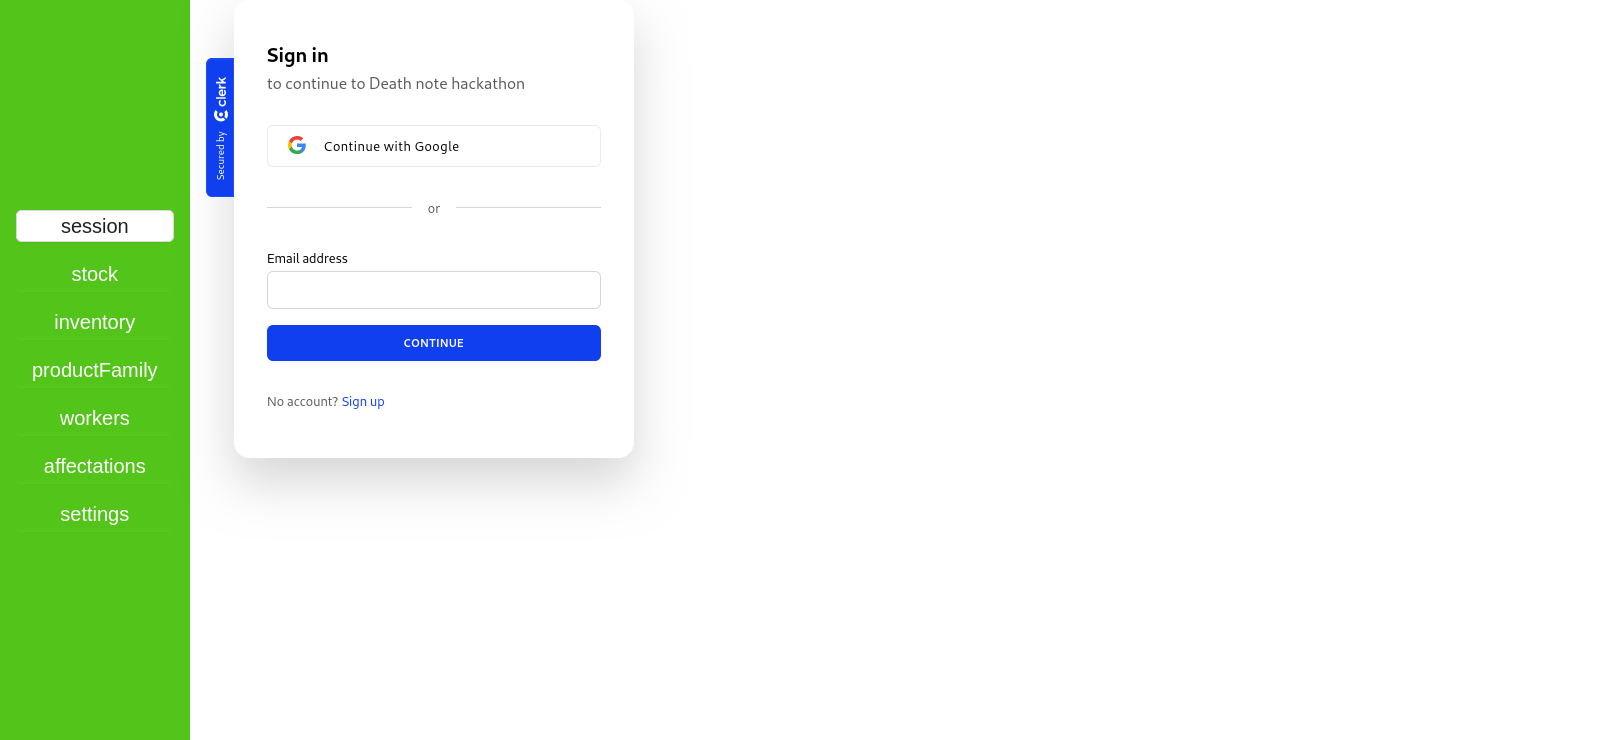 session
stock
inventory
productFamily
workers
affectations
settings
Secured by clerk
Sign in
to continue to Death note hackathon
Continue with Google
or
Email address
CONTINUE
No account? Sign up